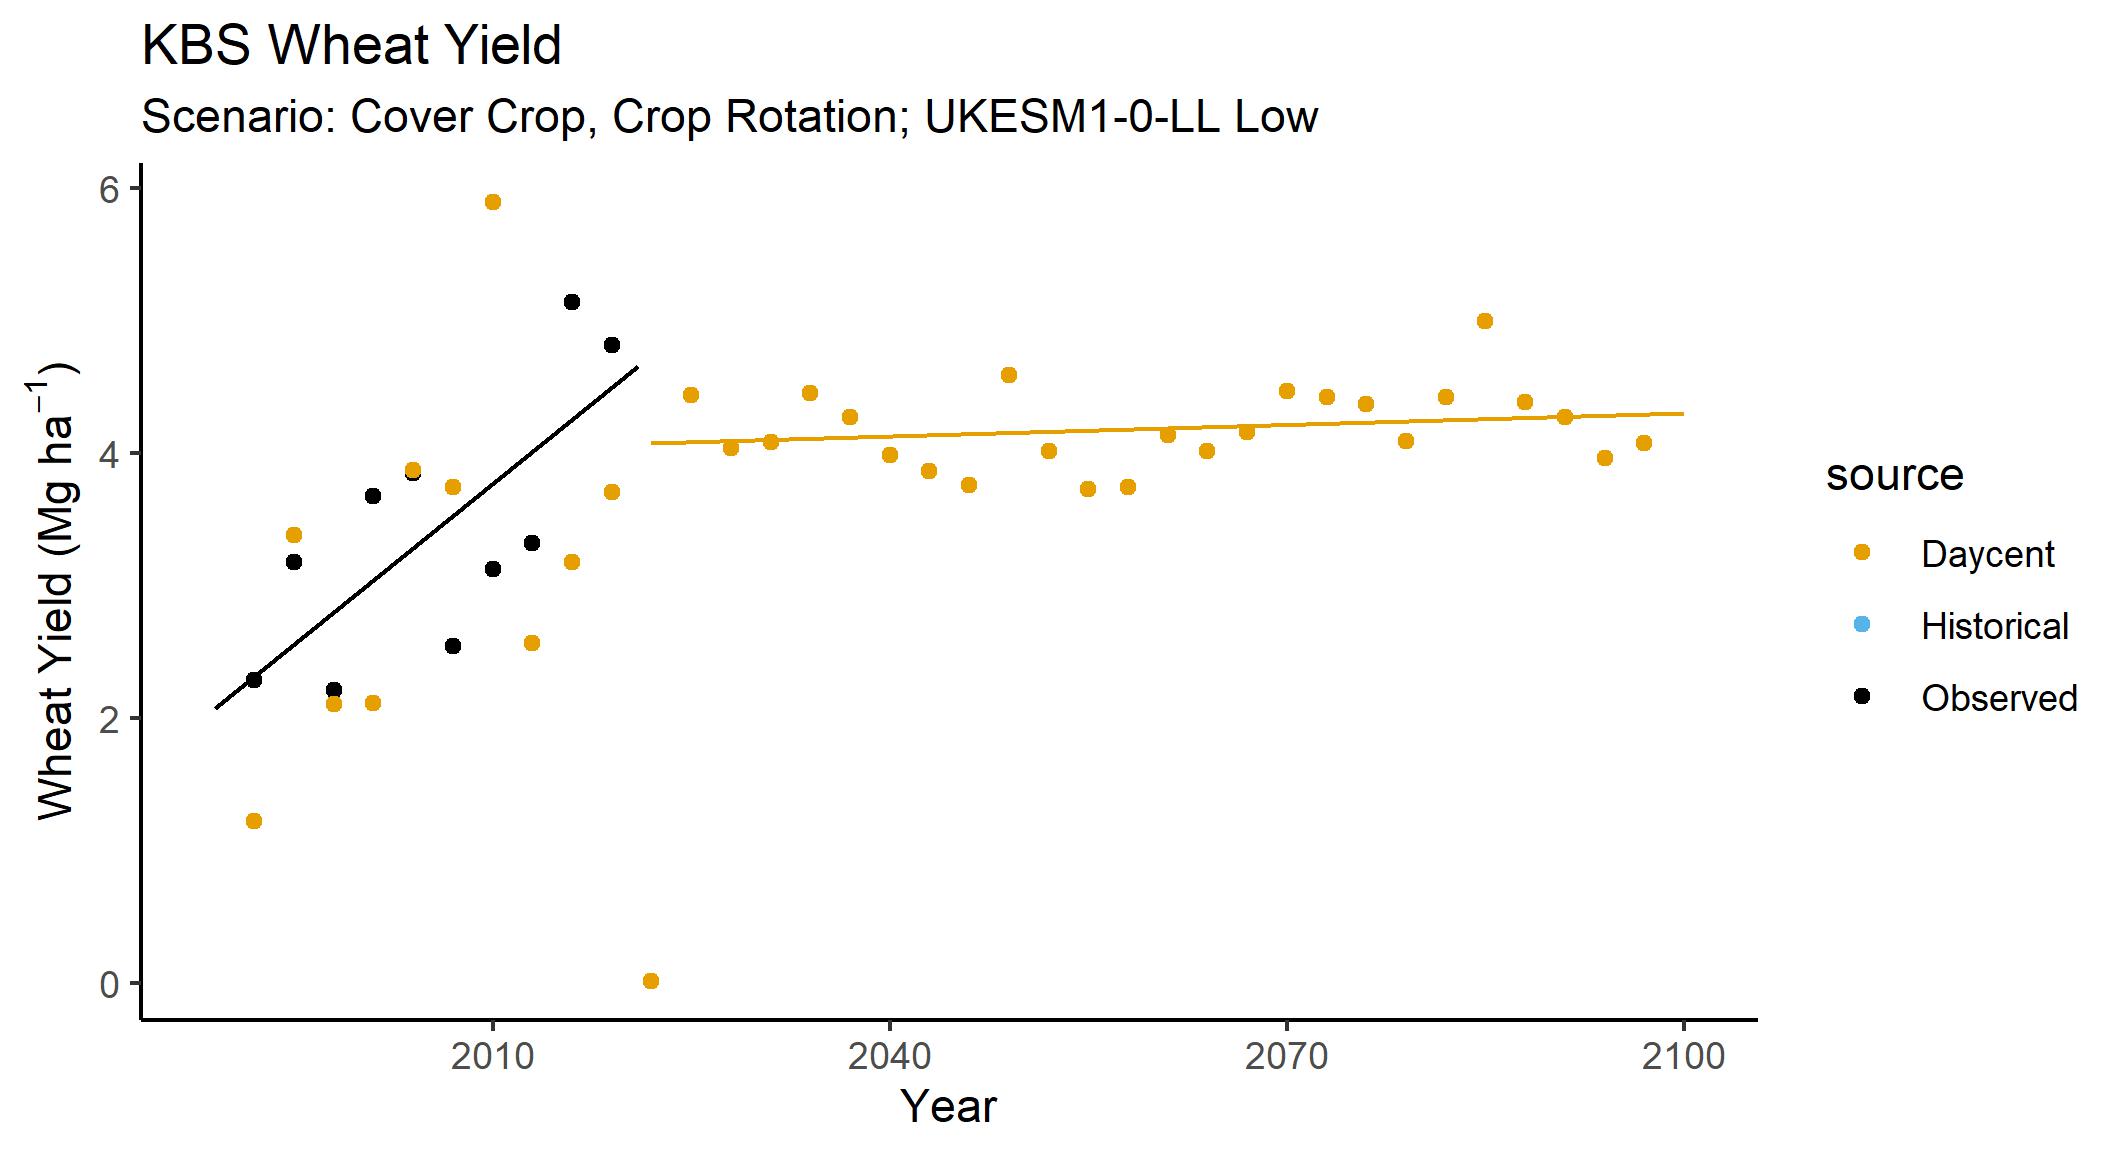 KBS Wheat Yield
Scenario: Cover Crop, Crop Rotation; UKESM1-0-LL Low
Wheat Yield (Mg ha⁻¹)
6
4
2
0
2010
2040
2070
2100
Year
source
Daycent
Historical
Observed